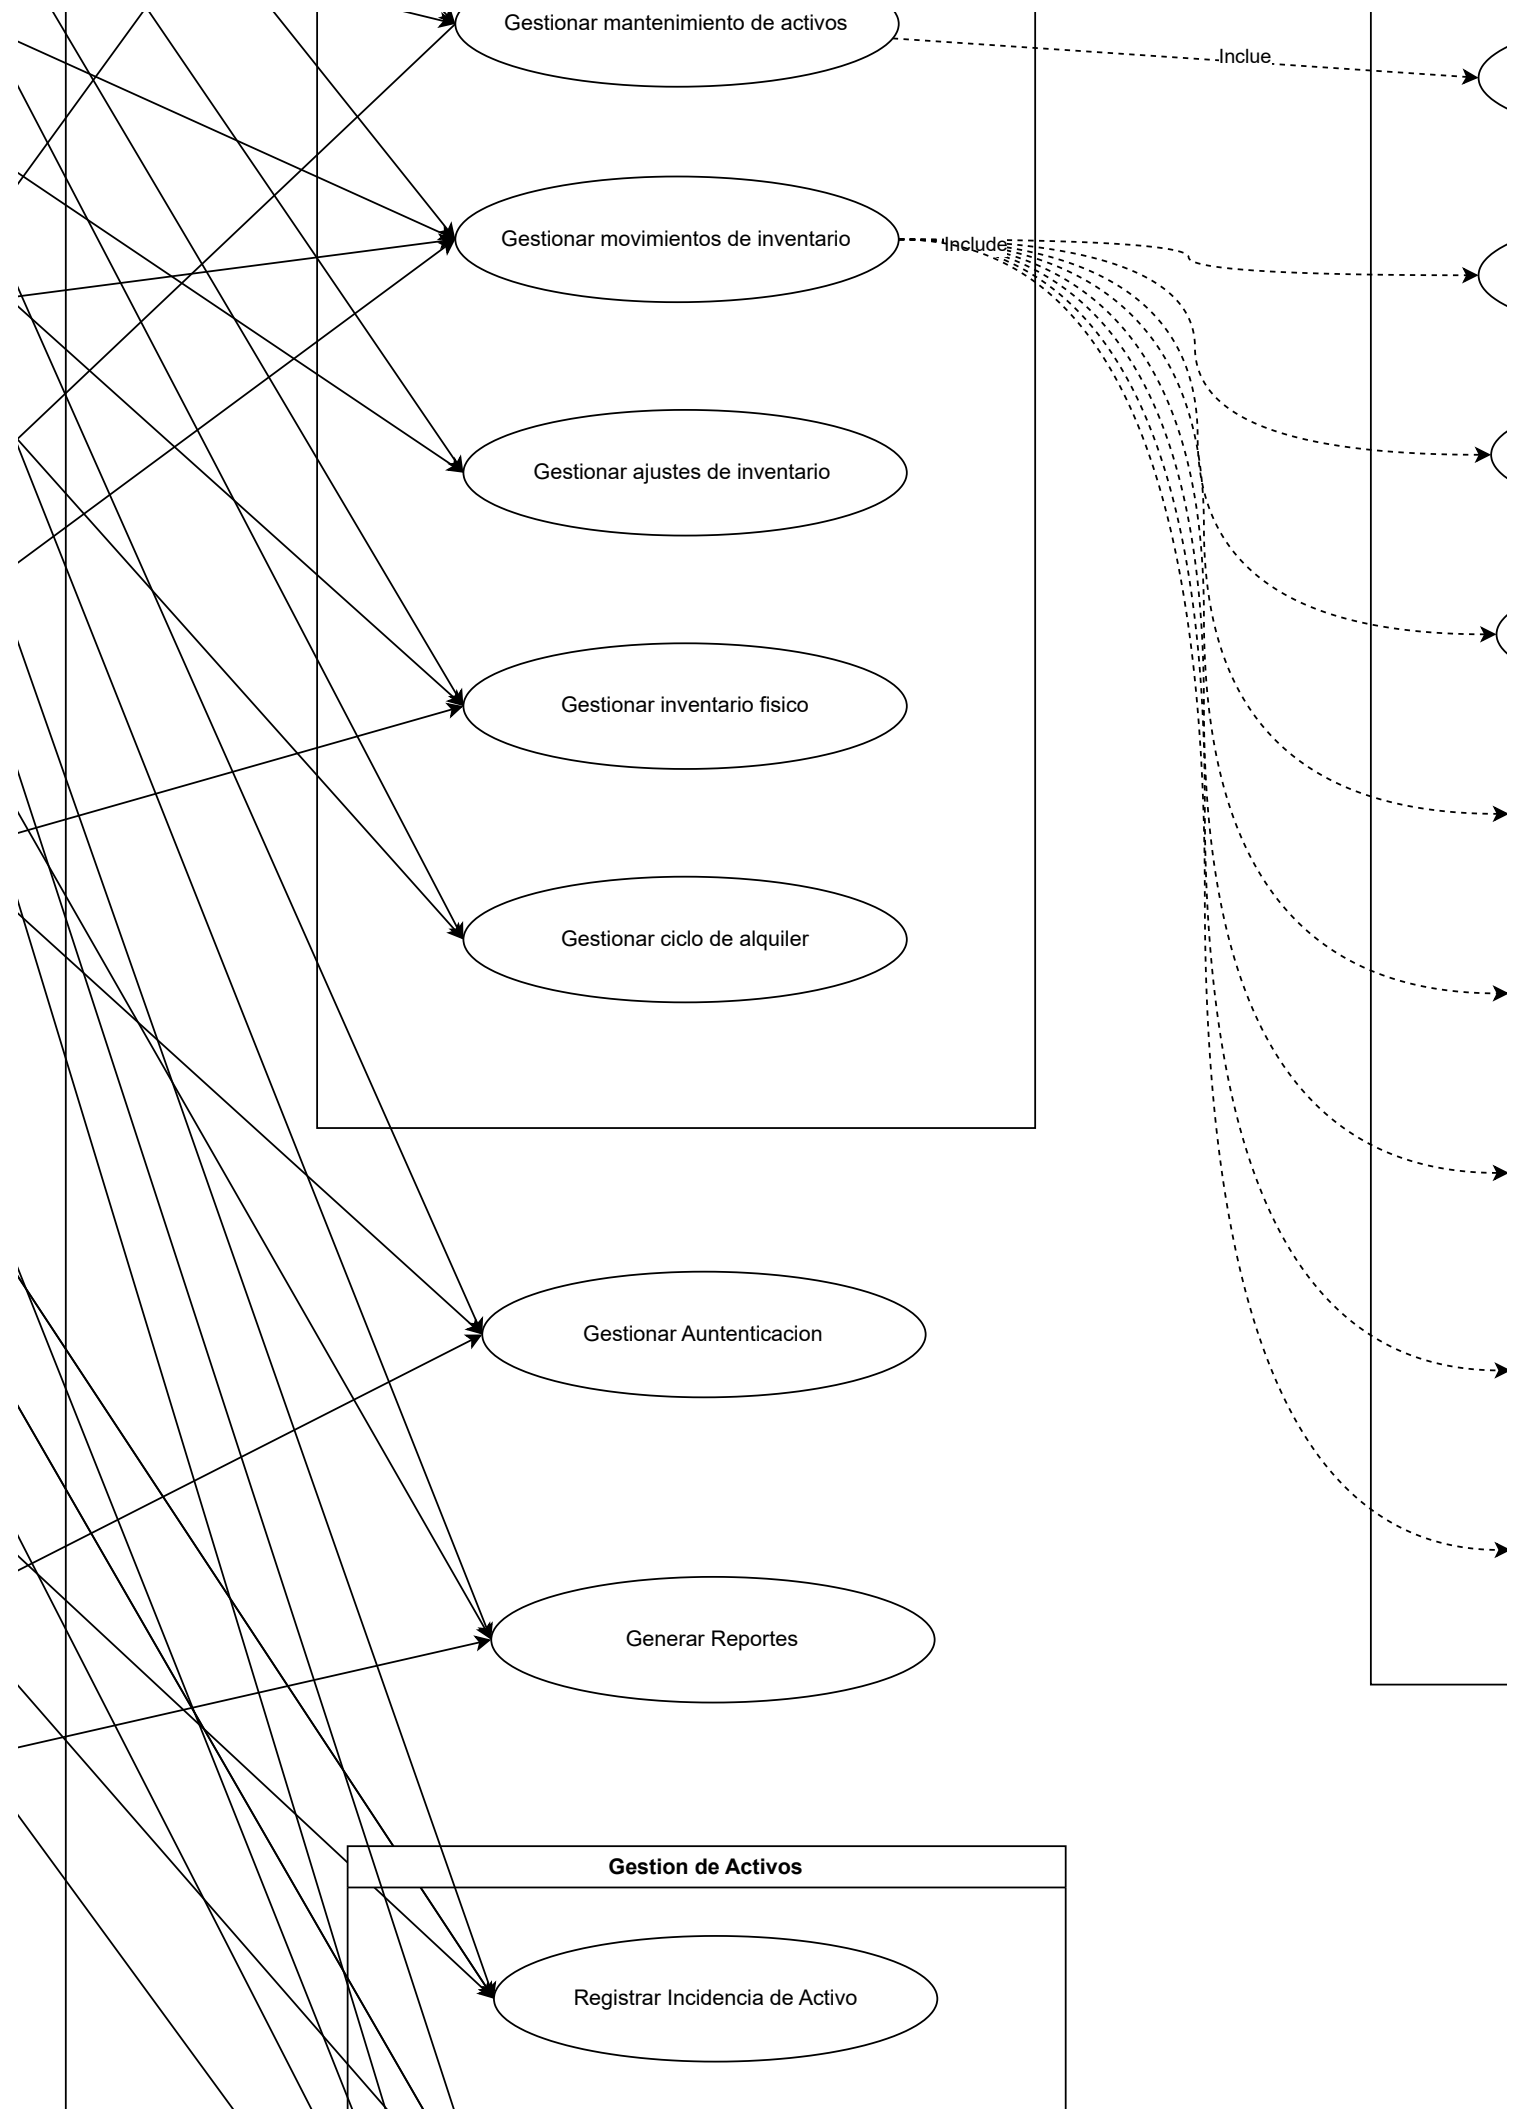 Gestionar mantenimiento de activos
Inclue
Gestionar movimientos de inventario
Include
Gestionar ajustes de inventario
Gestionar inventario fisico
Gestionar ciclo de alquiler
Gestionar Auntenticacion
Generar Reportes
Gestion de Activos
Registrar Incidencia de Activo